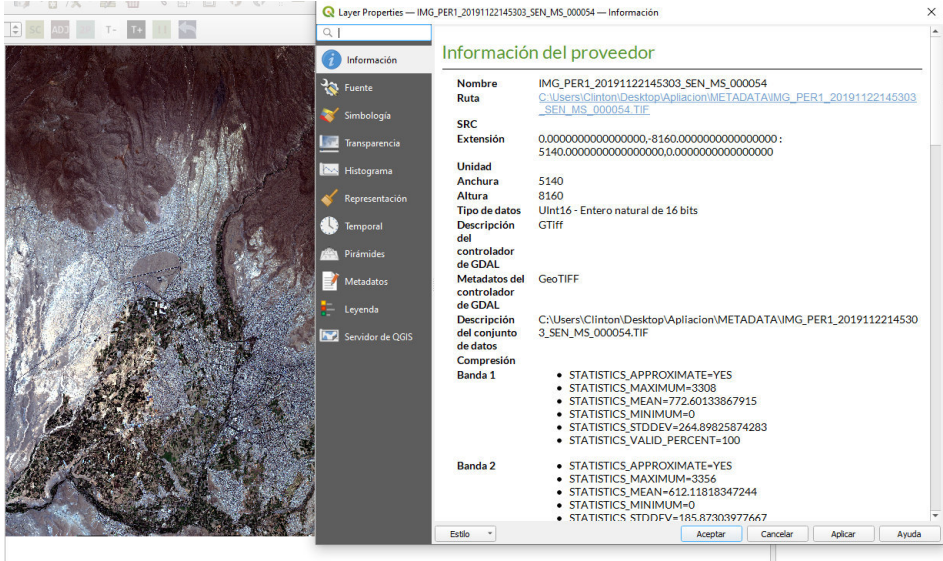 Layer Properties — IMG_PER1_20191122145303_SEN_MS_000054 — Información
SC ADJ T- T+
Información
Fuente
Simbología
Transparencia
Histograma
Representación
Temporal
Pirámides
Metadatos
Leyenda
Servidor de QGIS
Información del proveedor
Nombre IMG_PER1_20191122145303_SEN_MS_000054
Ruta C:\Users\Clinton\Desktop\Apliacion\METADATA\IMG_PER1_20191122145303
_SEN_MS_000054.TIF
SRC
Extensión 0.0000000000000000,-8160.0000000000000000 :
5140.0000000000000000,0.0000000000000000
Unidad
Anchura 5140
Altura 8160
Tipo de datos UInt16 - Entero natural de 16 bits
Descripción GTiff
del
controlador
de GDAL
Metadatos del GeoTIFF
controlador
de GDAL
Descripción C:\Users\Clinton\Desktop\Apliacion\METADATA\IMG_PER1_2019112214530
del conjunto 3_SEN_MS_000054.TIF
de datos
Compresión
Banda 1 • STATISTICS_APPROXIMATE=YES
• STATISTICS_MAXIMUM=3308
• STATISTICS_MEAN=772.60133867915
• STATISTICS_MINIMUM=0
• STATISTICS_STDDEV=264.89825874283
• STATISTICS_VALID_PERCENT=100
Banda 2 • STATISTICS_APPROXIMATE=YES
• STATISTICS_MAXIMUM=3356
• STATISTICS_MEAN=612.11818347244
• STATISTICS_MINIMUM=0
• STATISTICS_STDDEV=185.87303977667
Estilo Aceptar Cancelar Aplicar Ayuda